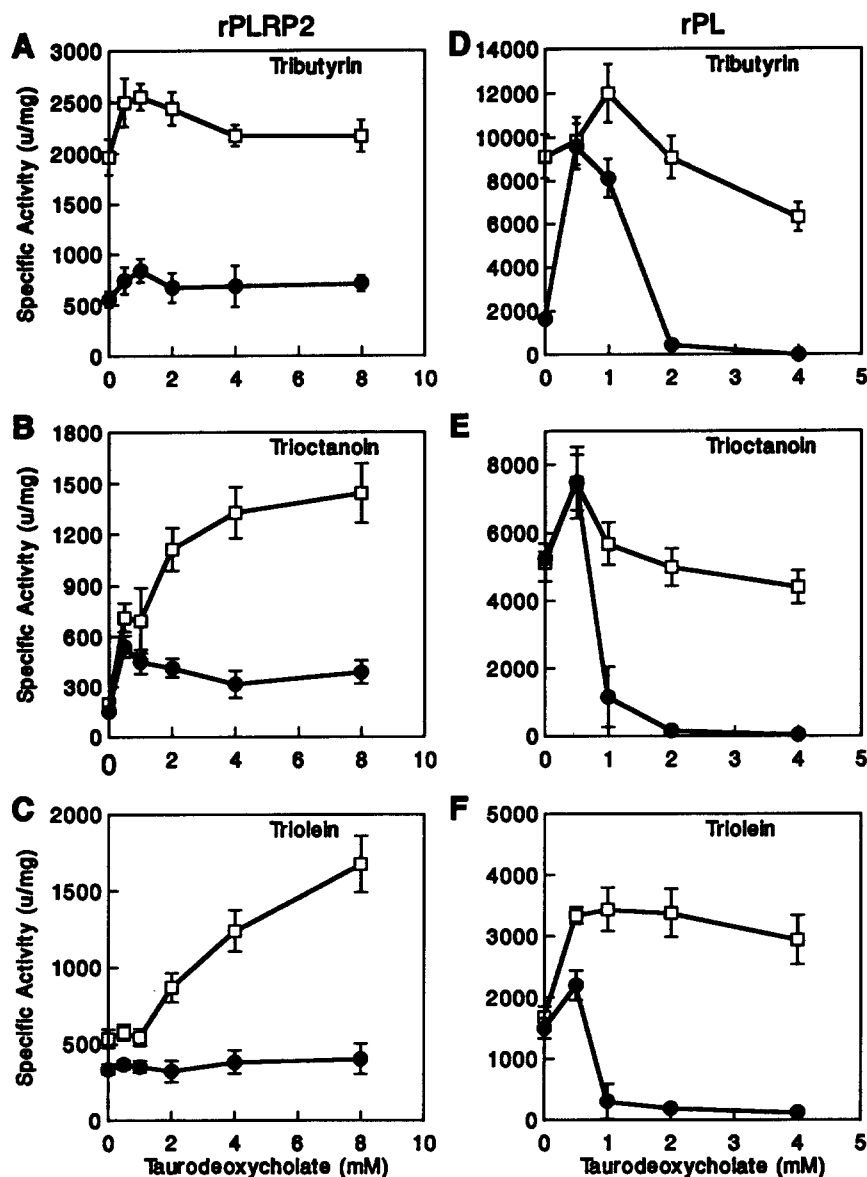 rPLRP2
rPL
A
Tributyrin
3000
2500
2000
1500
1000
500
0
0 2 4 6 8 10
Specific Activity (u/mg)
D
Tributyrin
14000
12000
10000
8000
6000
4000
2000
0
0 1 2 3 4 5
B
Trioctanoin
1800
1500
1200
900
600
300
0
0 2 4 6 8 10
Specific Activity (u/mg)
E
Trioctanoin
8000
6000
4000
2000
0
0 1 2 3 4 5
C
Triolein
2000
1500
1000
500
0
0 2 4 6 8 10
Specific Activity (u/mg)
Taurodeoxycholate (mM)
F
Triolein
5000
4000
3000
2000
1000
0
0 1 2 3 4 5
Taurodeoxycholate (mM)